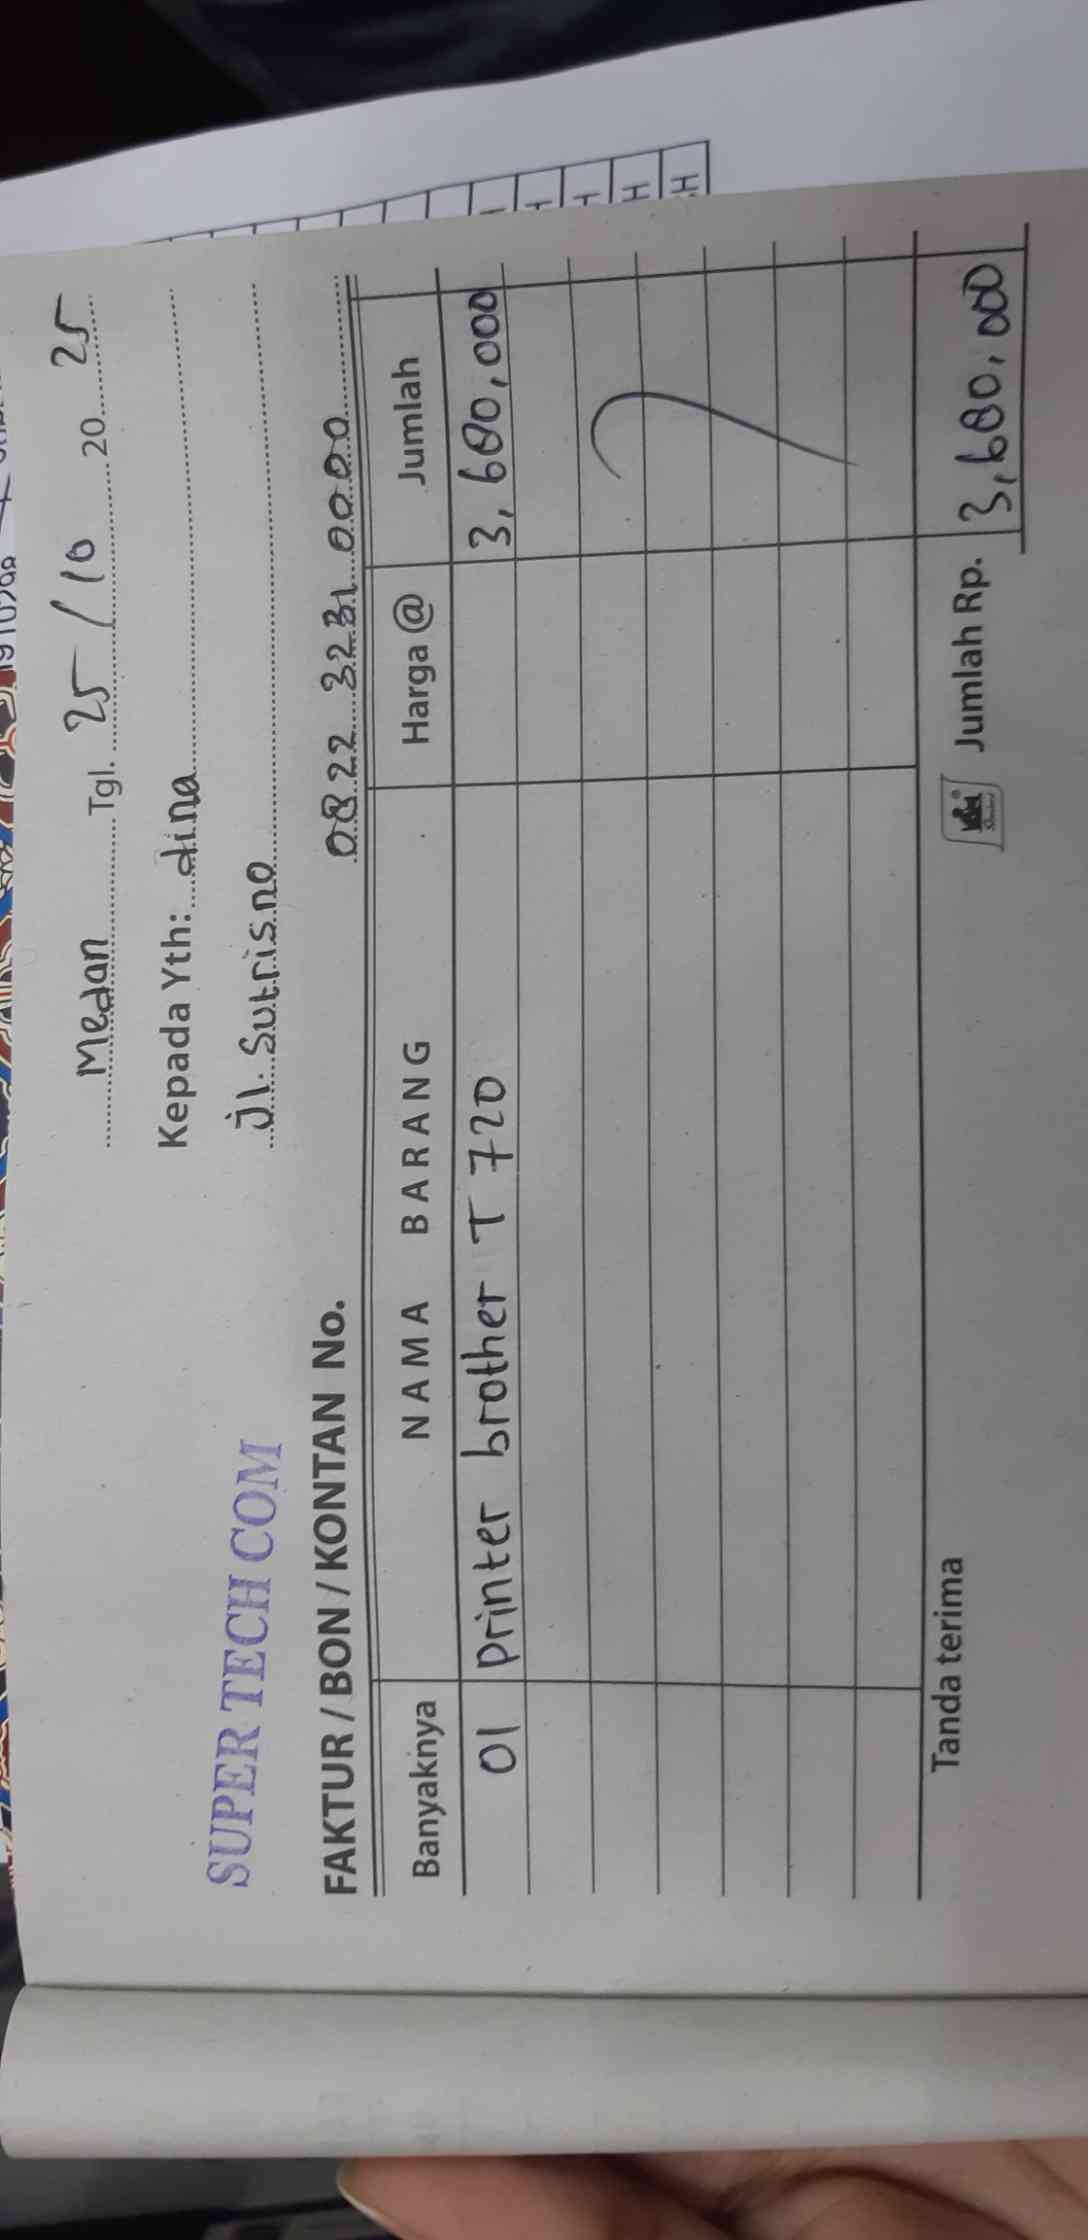 Medan Tgl. 25/10 20 25
Kepada Yth: dina
Jl. Sutrisno
SUPER TECH COM
FAKTUR / BON / KONTAN No. 0822 3231 0000
Banyaknya NAMA BARANG Harga @ Jumlah
01 printer brother T 720 3,680,000
Tanda terima Jumlah Rp. 3,680,000